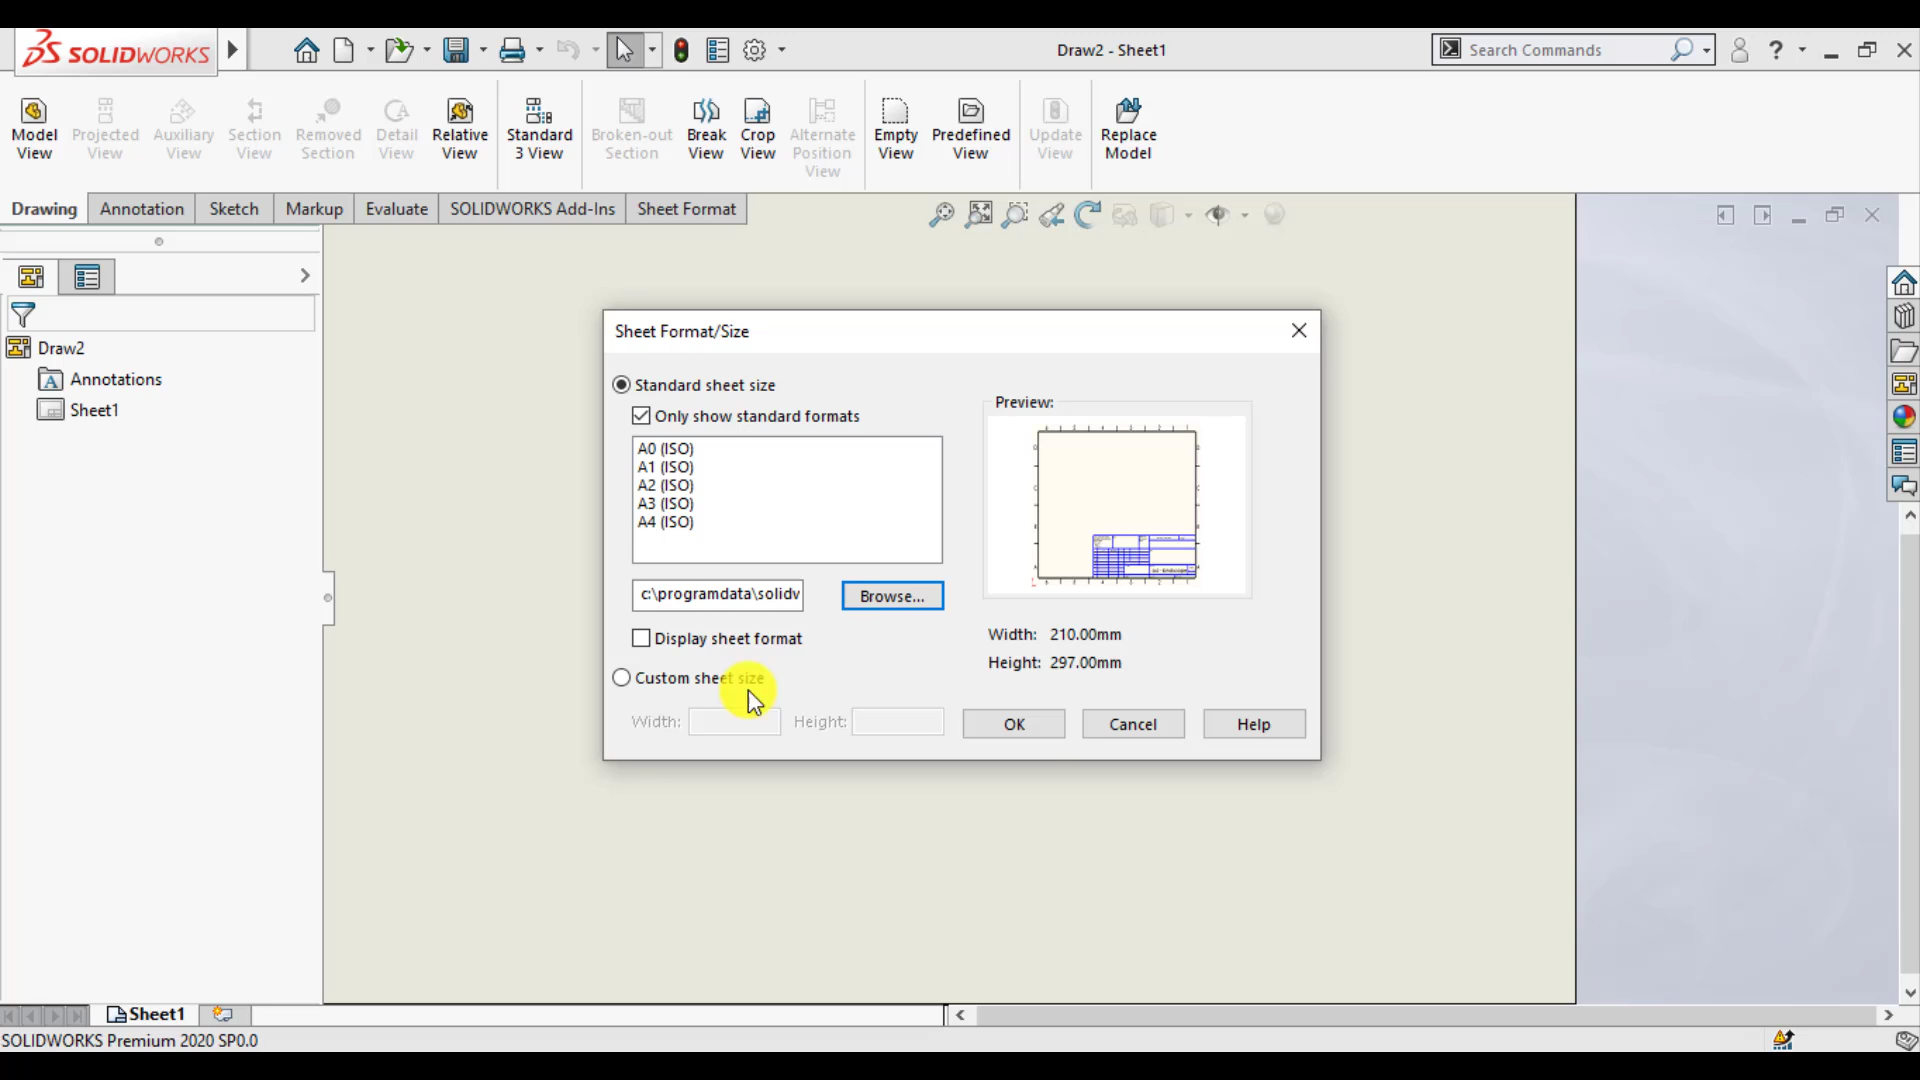 SOLIDWORKS
Draw2 - Sheet1
Search Commands
?
Model View
Projected View
Auxiliary View
Section View
Removed Section
Detail View
Relative View
Standard 3 View
Broken-out Section
Break View
Crop View
Alternate Position View
Empty View
Predefined View
Update View
Replace Model
Drawing
Annotation
Sketch
Markup
Evaluate
SOLIDWORKS Add-Ins
Sheet Format
Draw2
Annotations
Sheet1
Sheet Format/Size
Standard sheet size
Only show standard formats
A0 (ISO)
A1 (ISO)
A2 (ISO)
A3 (ISO)
A4 (ISO)
c:\programdata\solidw
Browse...
Display sheet format
Custom sheet size
Width:
Height:
Preview:
Width: 210.00mm
Height: 297.00mm
OK
Cancel
Help
Sheet1
SOLIDWORKS Premium 2020 SP0.0